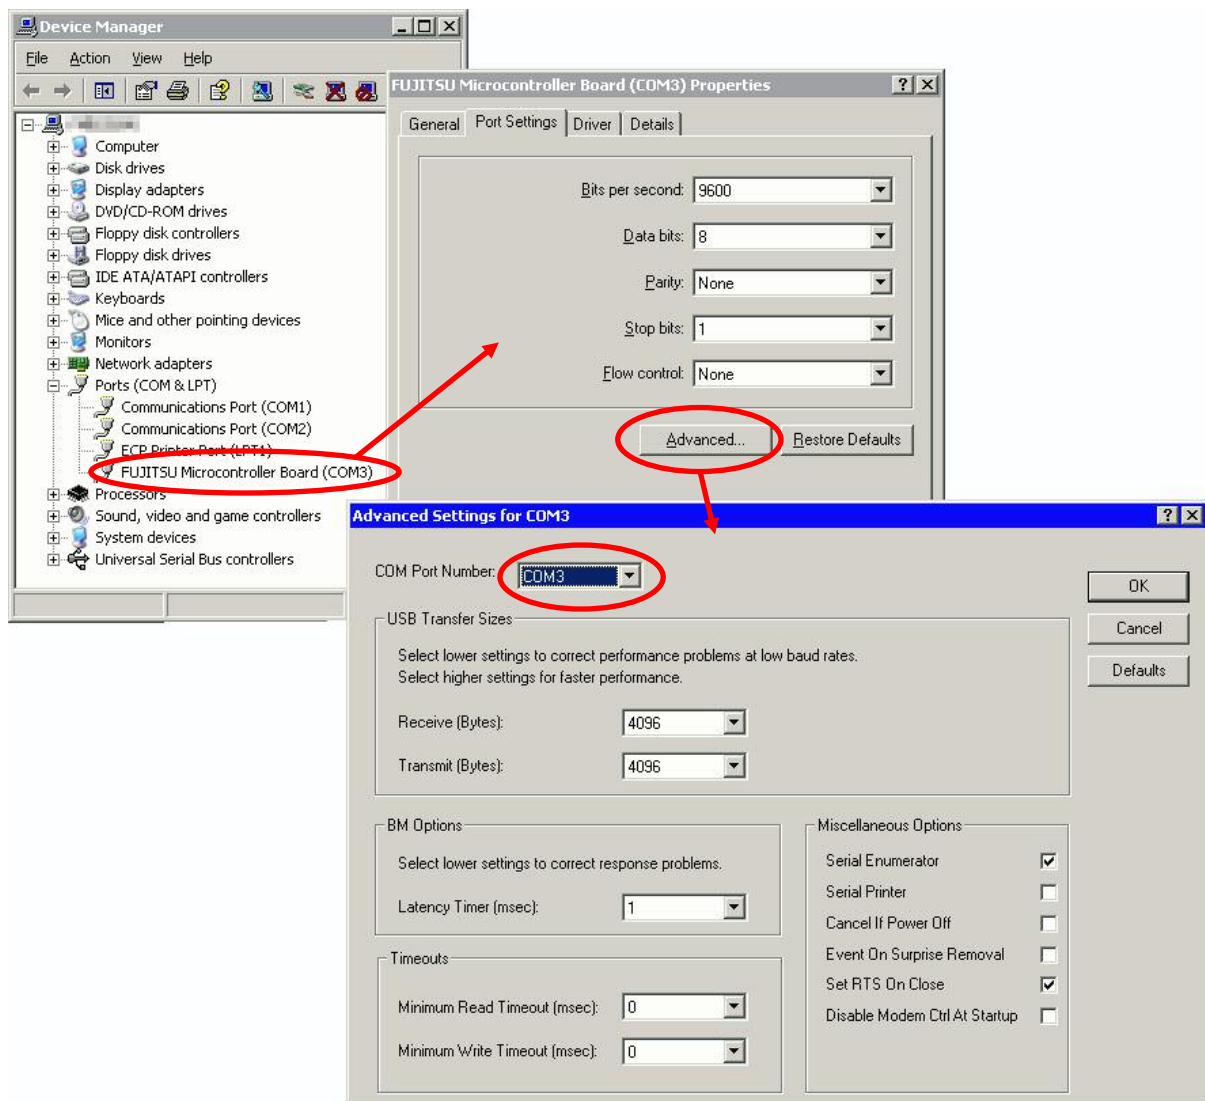 Device Manager
File Action View Help
Computer
Disk drives
Display adapters
DVD/CD-ROM drives
Floppy disk controllers
Floppy disk drives
IDE ATA/ATAPI controllers
Keyboards
Mice and other pointing devices
Monitors
Network adapters
Ports (COM & LPT)
Communications Port (COM1)
Communications Port (COM2)
ECP Printer Port (LPT1)
FUJITSU Microcontroller Board (COM3)
Processors
Sound, video and game controllers
System devices
Universal Serial Bus controllers
FUJITSU Microcontroller Board (COM3) Properties
General Port Settings Driver Details
Bits per second: 9600
Data bits: 8
Parity: None
Stop bits: 1
Flow control: None
Advanced... Restore Defaults
Advanced Settings for COM3
COM Port Number: COM3
OK
Cancel
Defaults
USB Transfer Sizes
Select lower settings to correct performance problems at low baud rates.
Select higher settings for faster performance.
Receive (Bytes): 4096
Transmit (Bytes): 4096
BM Options
Select lower settings to correct response problems.
Latency Timer (msec): 1
Timeouts
Minimum Read Timeout (msec): 0
Minimum Write Timeout (msec): 0
Miscellaneous Options
Serial Enumerator
Serial Printer
Cancel If Power Off
Event On Surprise Removal
Set RTS On Close
Disable Modem Ctrl At Startup